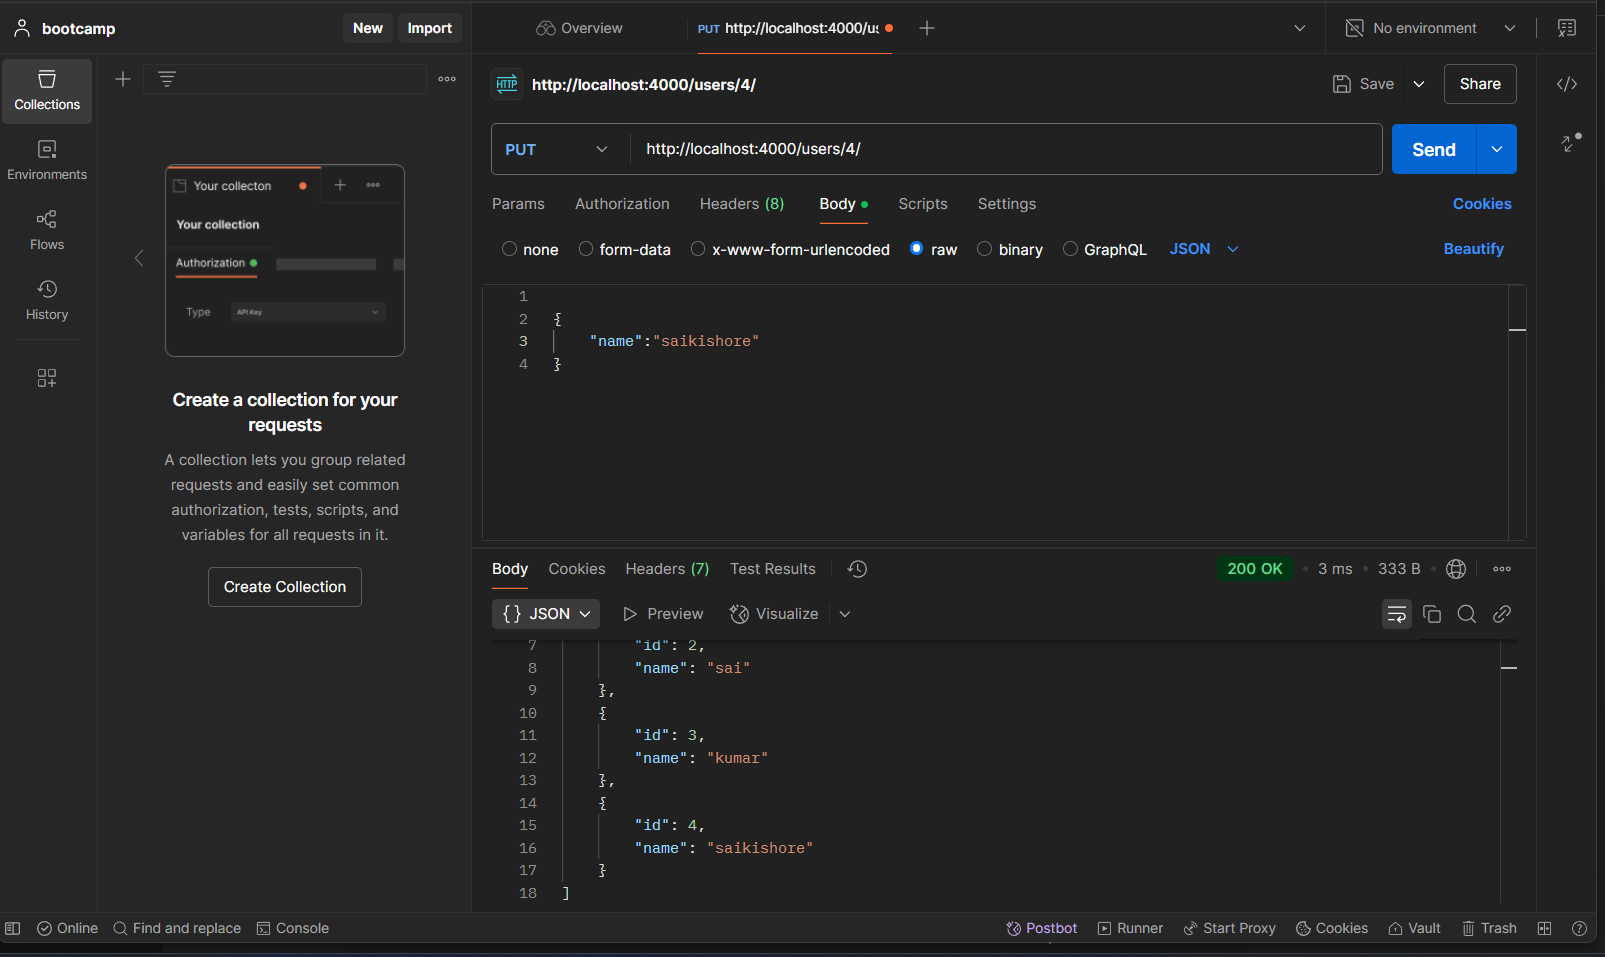 bootcamp
New
Import
Overview
PUT http://localhost:4000/us
No environment
Collections
Environments
Flows
History
Your collecton
Your collection
Authorization
Type
API Key
Create a collection for your
requests
A collection lets you group related
requests and easily set common
authorization, tests, scripts, and
variables for all requests in it.
Create Collection
HTTP
http://localhost:4000/users/4/
Save
Share
PUT
http://localhost:4000/users/4/
Send
Params Authorization Headers (8) Body Scripts Settings
Cookies
none form-data x-www-form-urlencoded raw binary GraphQL JSON
Beautify
1
2 {
3 "name":"saikishore"
4 }
Body Cookies Headers (7) Test Results
200 OK 3 ms 333 B
{} JSON Preview Visualize
7 "id": 2,
8 "name": "sai"
9 },
10 {
11 "id": 3,
12 "name": "kumar"
13 },
14 {
15 "id": 4,
16 "name": "saikishore"
17 }
18 ]
Online Find and replace Console
Postbot Runner Start Proxy Cookies Vault Trash